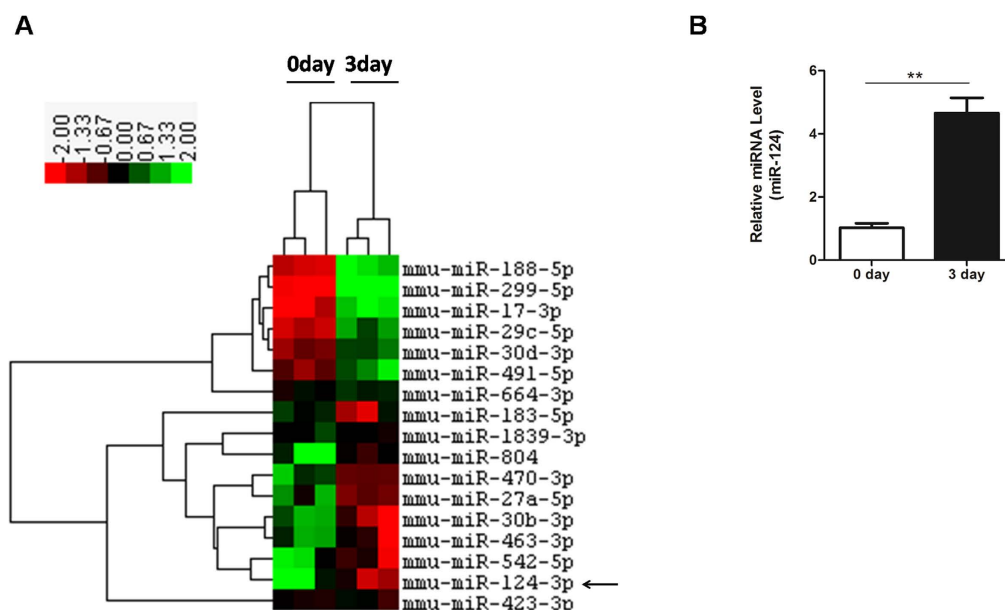 A
B
0day 3day
-2.00
-1.33
-0.67
0.00
0.67
1.33
2.00
mmu-miR-188-5p
mmu-miR-299-5p
mmu-miR-17-3p
mmu-miR-29c-5p
mmu-miR-30d-3p
mmu-miR-491-5p
mmu-miR-664-3p
mmu-miR-183-5p
mmu-miR-1839-3p
mmu-miR-804
mmu-miR-470-3p
mmu-miR-27a-5p
mmu-miR-30b-3p
mmu-miR-463-3p
mmu-miR-542-5p
mmu-miR-124-3p
mmu-miR-423-3p
Relative miRNA Level
(miR-124)
6
4
2
0
**
0 day 3 day